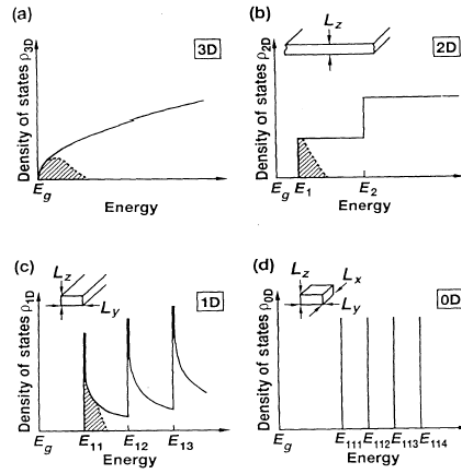 (a)
3D
Density of states ρ3D
Eg
Energy
(b)
Lz
2D
Density of states ρ2D
Eg E1 E2
Energy
(c)
Lz
Ly
1D
Density of states ρ1D
Eg E11 E12 E13
Energy
(d)
Lz
Lx
Ly
0D
Density of states ρ0D
Eg E111 E112 E113 E114
Energy